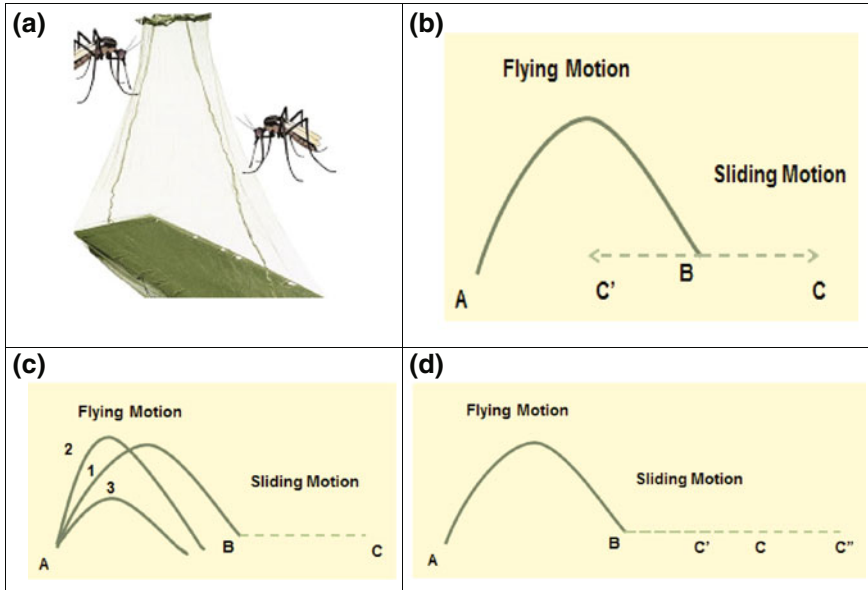 (a)
(b)
Flying Motion
Sliding Motion
A
C'
B
C
(c)
Flying Motion
2
1
3
Sliding Motion
A
B
C
(d)
Flying Motion
Sliding Motion
A
B
C'
C
C"